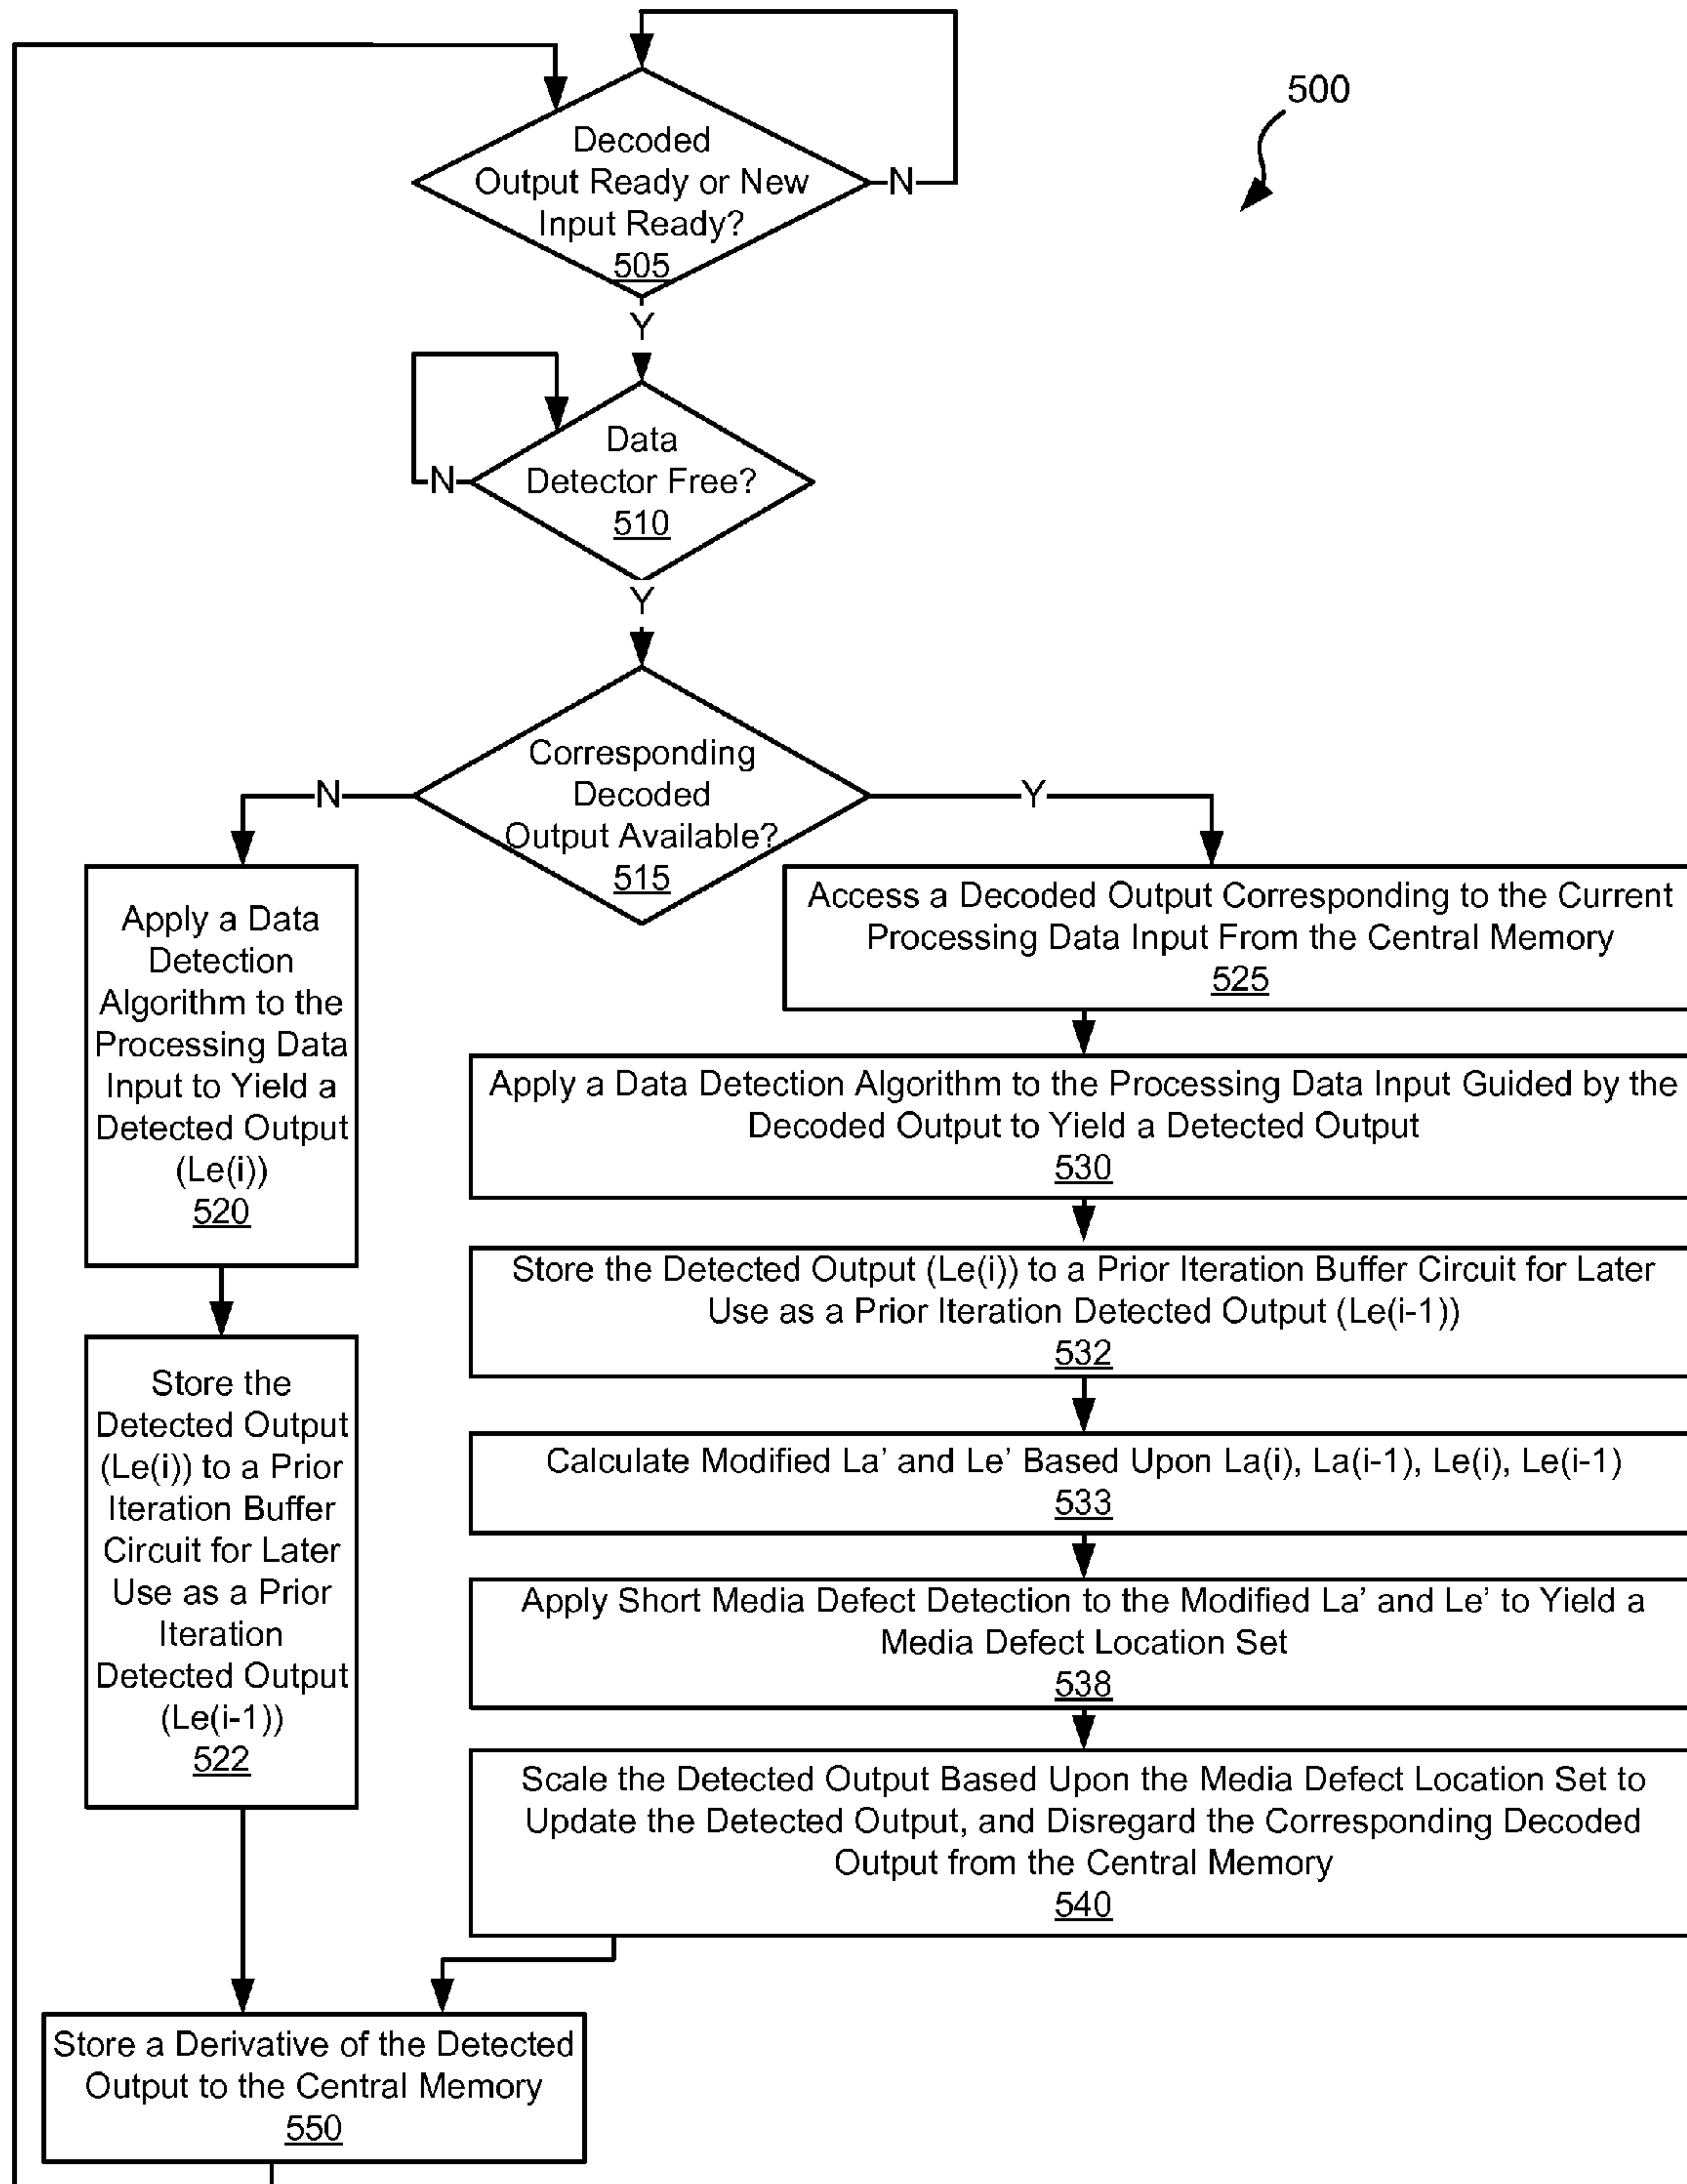 500
Decoded
Output Ready or New
Input Ready?
505
N
Y
Data
Detector Free?
510
N
Y
Corresponding
Decoded
Output Available?
515
N
Y
Apply a Data
Detection
Algorithm to the
Processing Data
Input to Yield a
Detected Output
(Le(i))
520
Store the
Detected Output
(Le(i)) to a Prior
Iteration Buffer
Circuit for Later
Use as a Prior
Iteration
Detected Output
(Le(i-1))
522
Access a Decoded Output Corresponding to the Current
Processing Data Input From the Central Memory
525
Apply a Data Detection Algorithm to the Processing Data Input Guided by the
Decoded Output to Yield a Detected Output
530
Store the Detected Output (Le(i)) to a Prior Iteration Buffer Circuit for Later
Use as a Prior Iteration Detected Output (Le(i-1))
532
Calculate Modified La’ and Le’ Based Upon La(i), La(i-1), Le(i), Le(i-1)
533
Apply Short Media Defect Detection to the Modified La’ and Le’ to Yield a
Media Defect Location Set
538
Scale the Detected Output Based Upon the Media Defect Location Set to
Update the Detected Output, and Disregard the Corresponding Decoded
Output from the Central Memory
540
Store a Derivative of the Detected
Output to the Central Memory
550